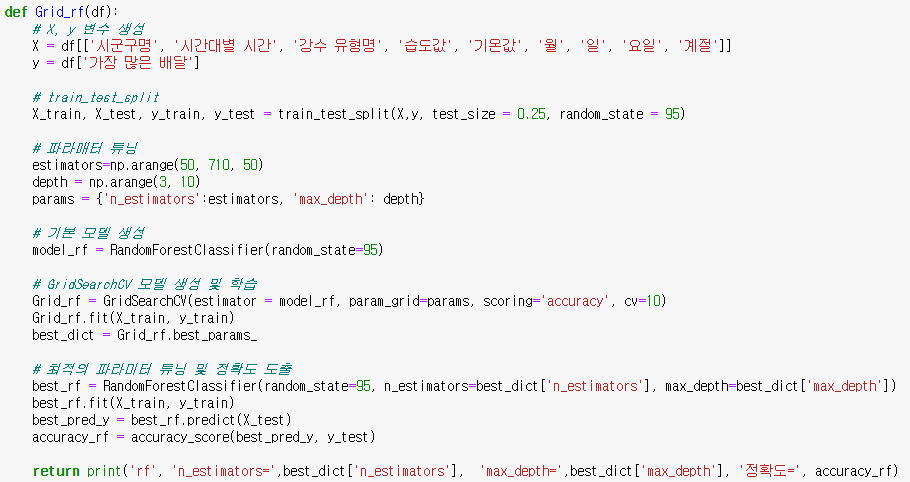 def Grid_rf(df):
    # X, y 변수 생성
    X = df[['시군구명', '시간대별 시간', '강수 유형명', '습도값', '기온값', '월', '일', '요일', '계절']]
    y = df['가장 많은 배달']

    # train_test_split
    X_train, X_test, y_train, y_test = train_test_split(X,y, test_size = 0.25, random_state = 95)

    # 파라매터 튜닝
    estimators=np.arange(50, 710, 50)
    depth = np.arange(3, 10)
    params = {'n_estimators':estimators, 'max_depth': depth}

    # 기본 모델 생성
    model_rf = RandomForestClassifier(random_state=95)

    # GridSearchCV 모델 생성 및 학습
    Grid_rf = GridSearchCV(estimator = model_rf, param_grid=params, scoring='accuracy', cv=10)
    Grid_rf.fit(X_train, y_train)
    best_dict = Grid_rf.best_params_

    # 최적의 파라미터 튜닝 및 정확도 도출
    best_rf = RandomForestClassifier(random_state=95, n_estimators=best_dict['n_estimators'], max_depth=best_dict['max_depth'])
    best_rf.fit(X_train, y_train)
    best_pred_y = best_rf.predict(X_test)
    accuracy_rf = accuracy_score(best_pred_y, y_test)

    return print('rf', 'n_estimators=',best_dict['n_estimators'],  'max_depth=',best_dict['max_depth'], '정확도=', accuracy_rf)